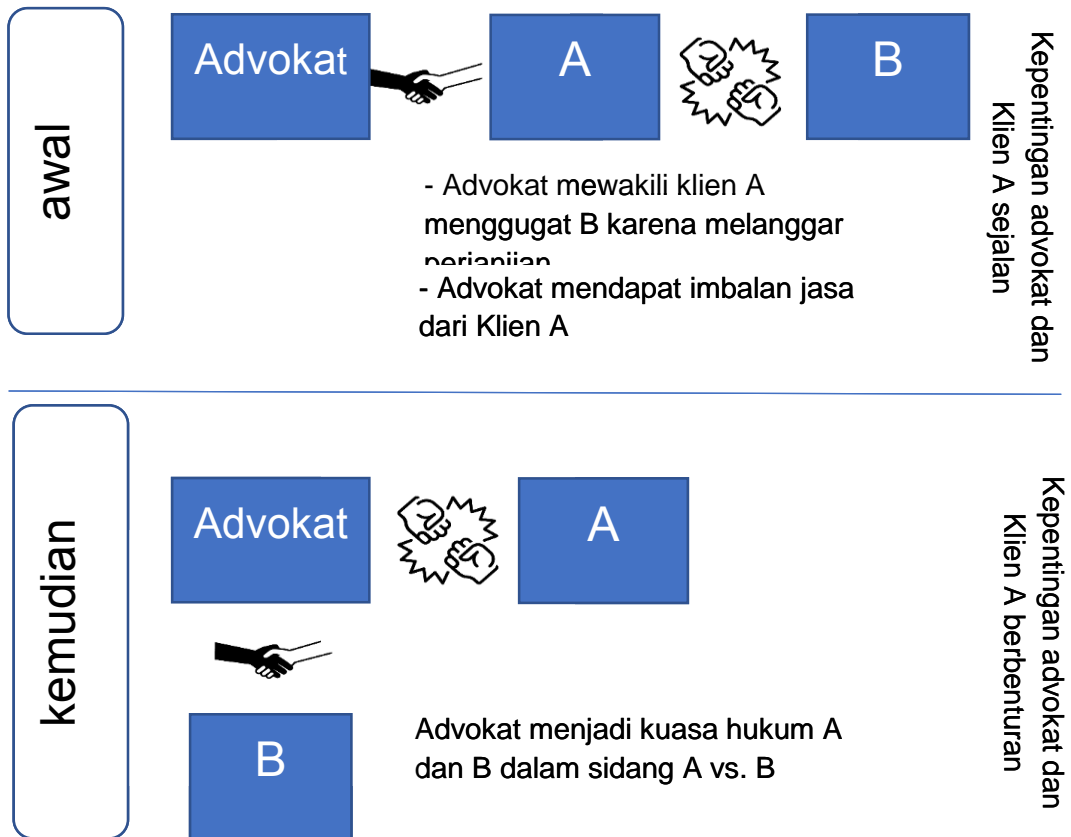 awal
Advokat
A
B
- Advokat mewakili klien A
menggugat B karena melanggar
perjanjian
- Advokat mendapat imbalan jasa
dari Klien A
Kepentingan advokat dan
Klien A sejalan
kemudian
Advokat
A
B
Advokat menjadi kuasa hukum A
dan B dalam sidang A vs. B
Kepentingan advokat dan
Klien A berbenturan